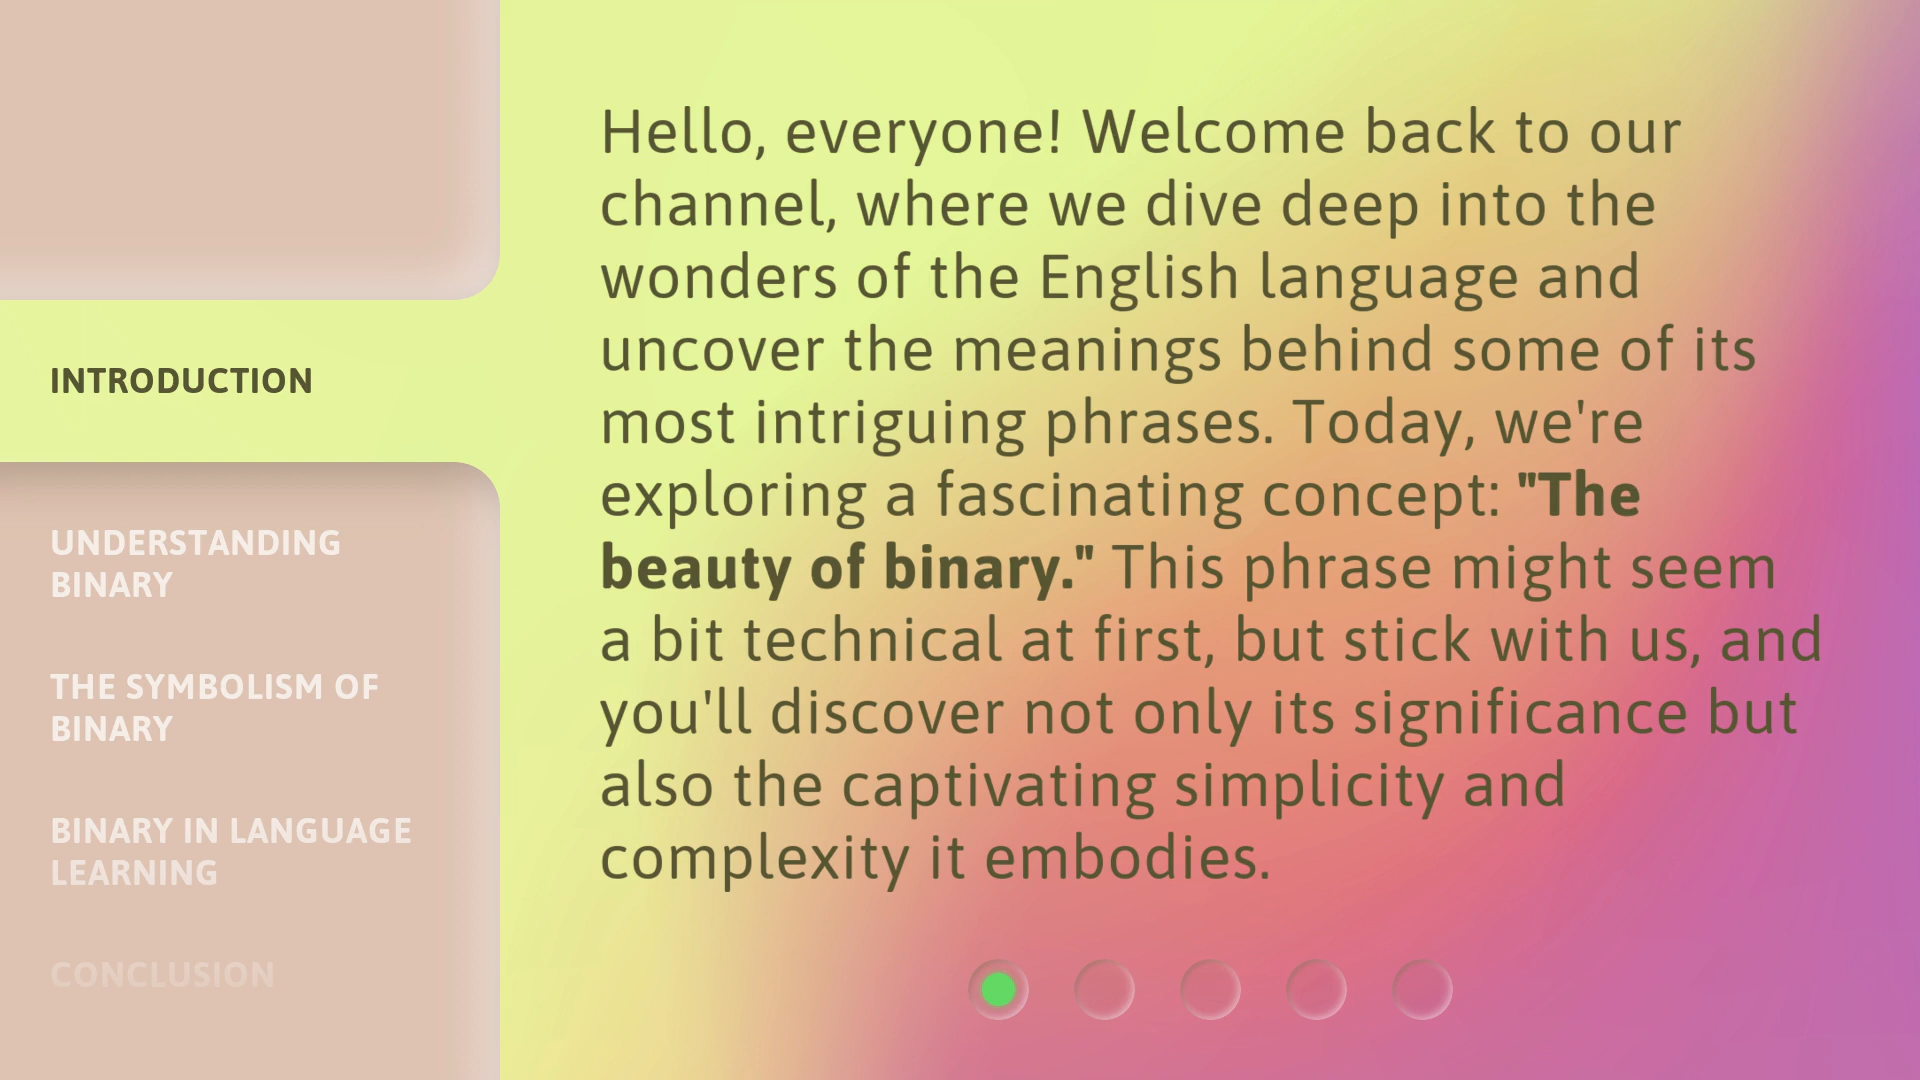 INTRODUCTION
UNDERSTANDING
BINARY
THE SYMBOLISM OF
BINARY
BINARY IN LANGUAGE
LEARNING
CONCLUSION
Hello, everyone! Welcome back to our
channel, where we dive deep into the
wonders of the English language and
uncover the meanings behind some of its
most intriguing phrases. Today, we're
exploring a fascinating concept: "The
beauty of binary." This phrase might seem
a bit technical at first, but stick with us, and
you'll discover not only its significance but
also the captivating simplicity and
complexity it embodies.